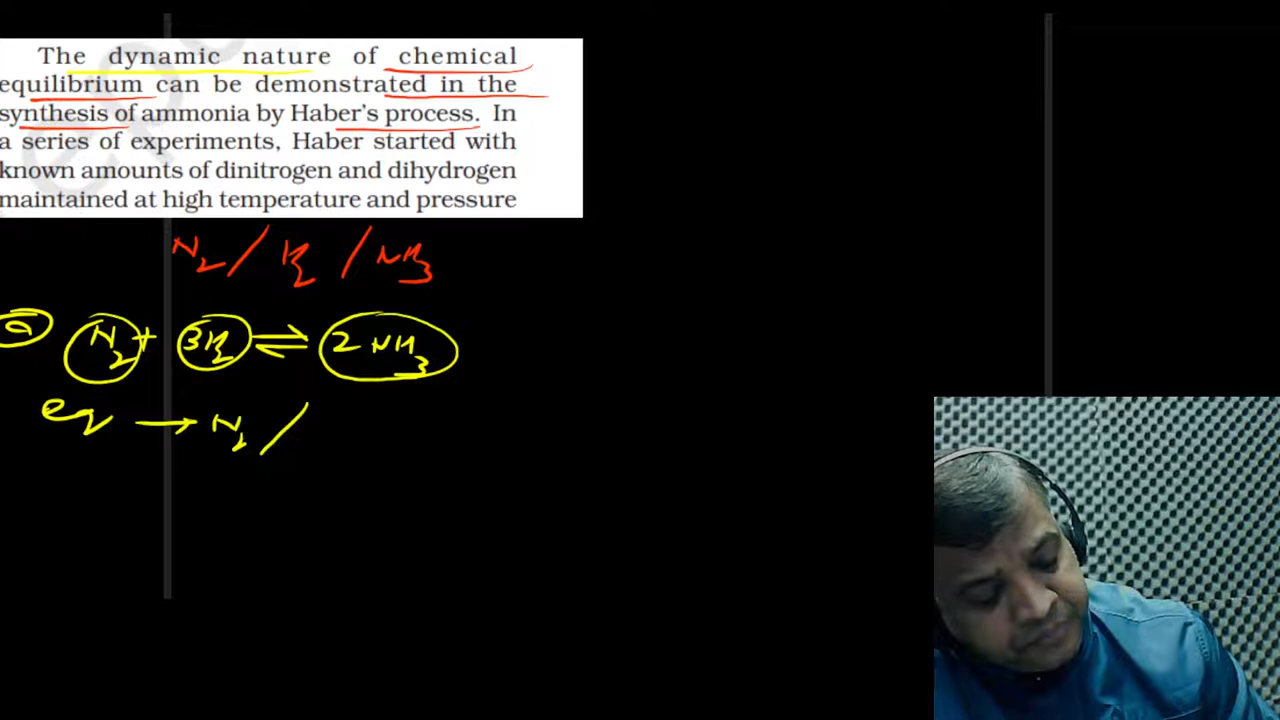 The dynamic nature of chemical
equilibrium can be demonstrated in the
synthesis of ammonia by Haber's process. In
a series of experiments, Haber started with
known amounts of dinitrogen and dihydrogen
maintained at high temperature and pressure
N₂ / H₂ / NH₃
a N₂ + 3H₂ ⇌ 2 NH₃
eq → N₂ /